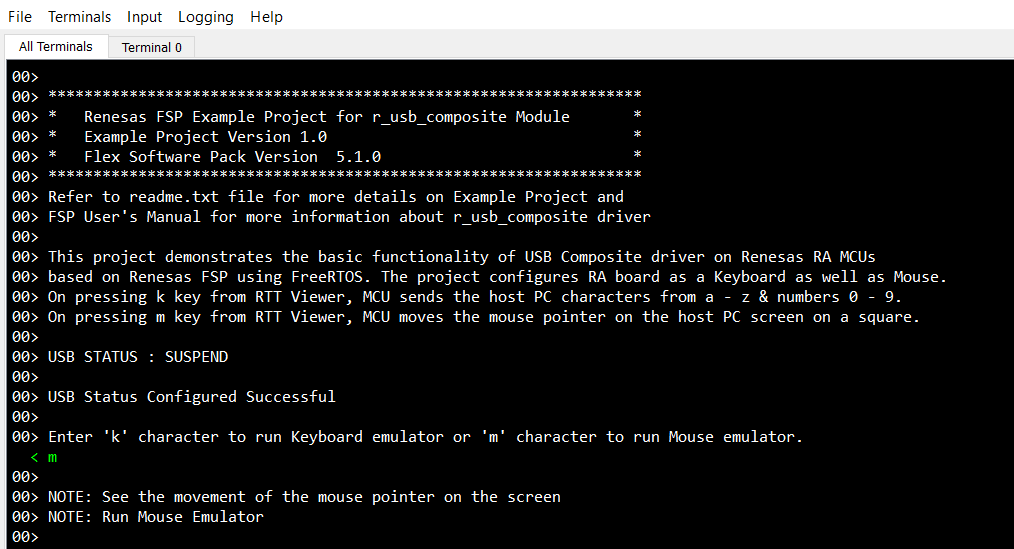 File Terminals Input Logging Help
All Terminals Terminal 0
00>
00> ******************************************************************
00> *   Renesas FSP Example Project for r_usb_composite Module       *
00> *   Example Project Version 1.0                                  *
00> *   Flex Software Pack Version  5.1.0                            *
00> ******************************************************************
00> Refer to readme.txt file for more details on Example Project and
00> FSP User's Manual for more information about r_usb_composite driver
00>
00> This project demonstrates the basic functionality of USB Composite driver on Renesas RA MCUs
00> based on Renesas FSP using FreeRTOS. The project configures RA board as a Keyboard as well as Mouse.
00> On pressing k key from RTT Viewer, MCU sends the host PC characters from a - z & numbers 0 - 9.
00> On pressing m key from RTT Viewer, MCU moves the mouse pointer on the host PC screen on a square.
00>
00> USB STATUS : SUSPEND
00>
00> USB Status Configured Successful
00>
00> Enter 'k' character to run Keyboard emulator or 'm' character to run Mouse emulator.
< m
00>
00> NOTE: See the movement of the mouse pointer on the screen
00> NOTE: Run Mouse Emulator
00>